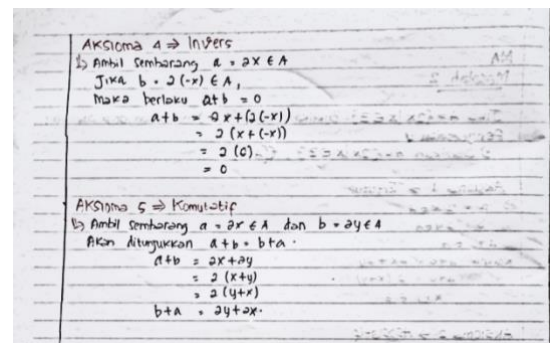 Aksioma 4 ⇒ Invers
↳ Ambil sembarang a = 2x ∈ A
Jika b = 2(-x) ∈ A,
maka berlaku a+b = 0
a+b = 2x+(2(-x))
= 2(x+(-x))
= 2(0)
= 0
Aksioma 5 ⇒ Komutatif
↳ Ambil sembarang a = 2x ∈ A dan b = 2y ∈ A
Akan ditunjukkan a+b = b+a.
a+b = 2x+2y
= 2(x+y)
= 2(y+x)
b+a = 2y+2x.